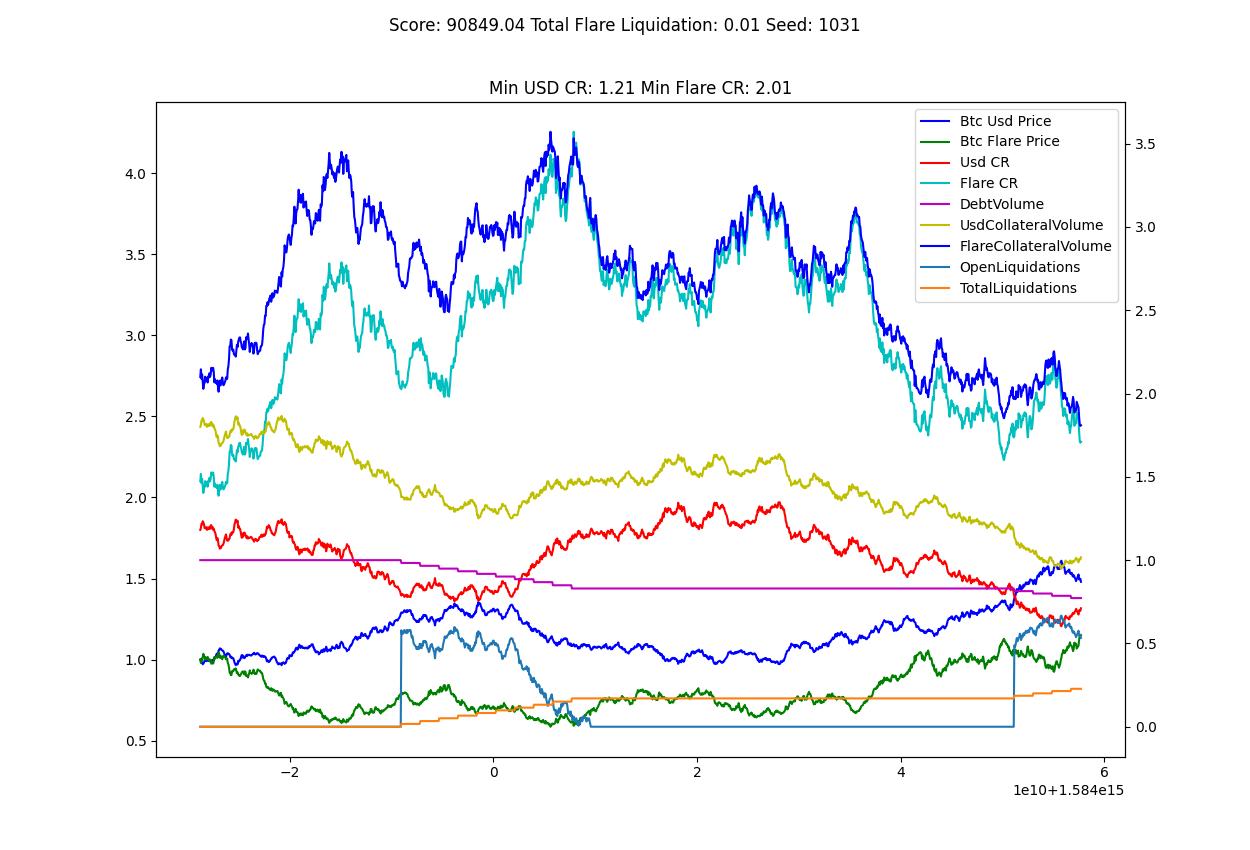 Score: 90849.04 Total Flare Liquidation: 0.01 Seed: 1031
Min USD CR: 1.21 Min Flare CR: 2.01
Btc Usd Price
Btc Flare Price
Usd CR
Flare CR
DebtVolume
UsdCollateralVolume
FlareCollateralVolume
OpenLiquidations
TotalLiquidations
4.0
3.5
3.0
2.5
2.0
1.5
1.0
0.5
3.5
3.0
2.5
2.0
1.5
1.0
0.5
0.0
−2 0 2 4 6
1e10+1.584e15